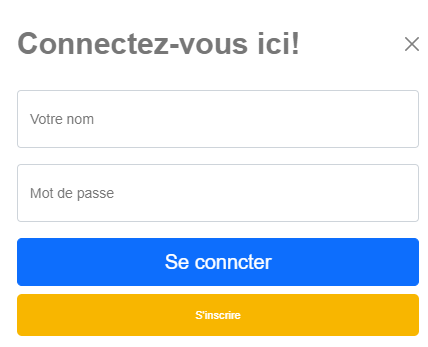 Connectez-vous ici!
Votre nom
Mot de passe
Se conncter
S'inscrire